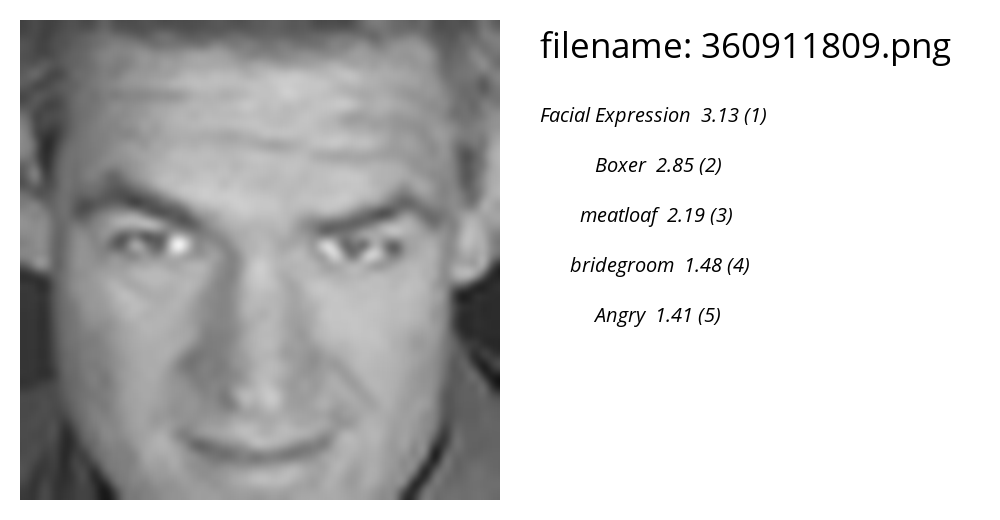 filename: 360911809.png
Facial Expression 3.13 (1)
Boxer 2.85 (2)
meatloaf 2.19 (3)
bridegroom 1.48 (4)
Angry 1.41 (5)